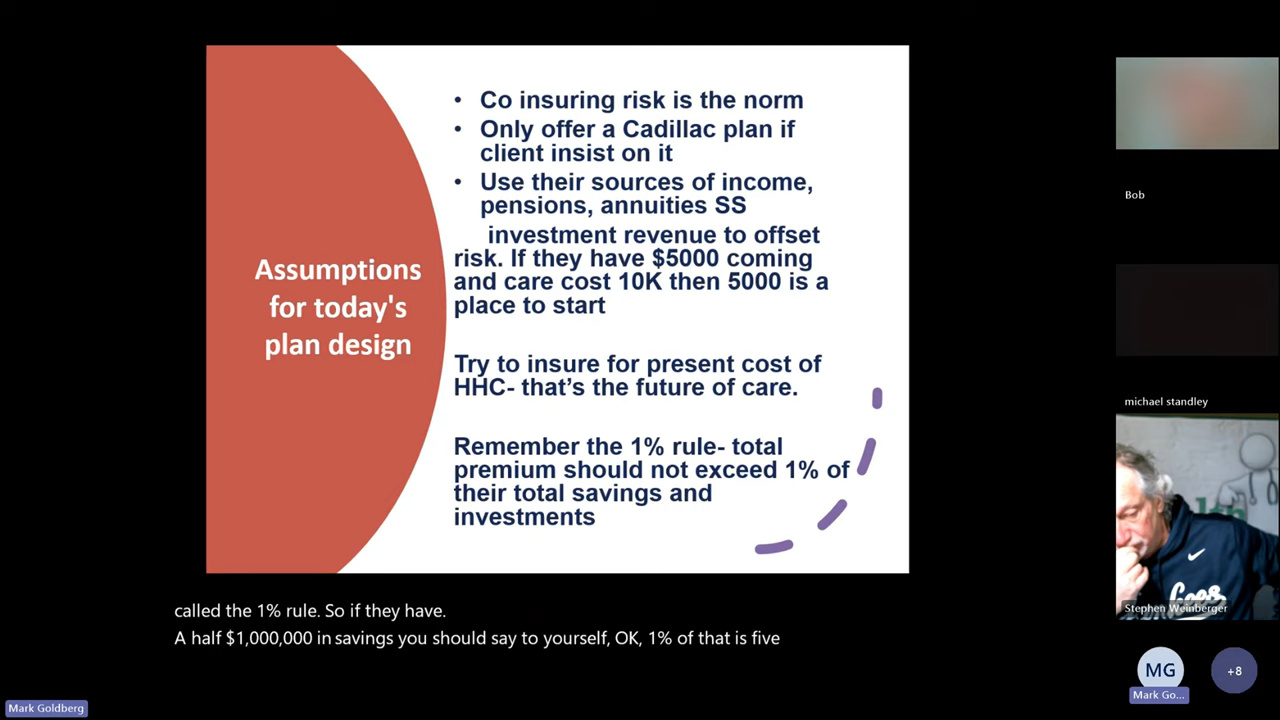 Assumptions
for today's
plan design
• Co insuring risk is the norm
• Only offer a Cadillac plan if
client insist on it
• Use their sources of income,
pensions, annuities SS
investment revenue to offset
risk. If they have $5000 coming
and care cost 10K then 5000 is a
place to start
Try to insure for present cost of
HHC- that’s the future of care.
Remember the 1% rule- total
premium should not exceed 1% of
their total savings and
investments
called the 1% rule. So if they have.
A half $1,000,000 in savings you should say to yourself, OK, 1% of that is five
Mark Goldberg
Bob
michael standley
Stephen Weinberger
MG
Mark Go...
+8